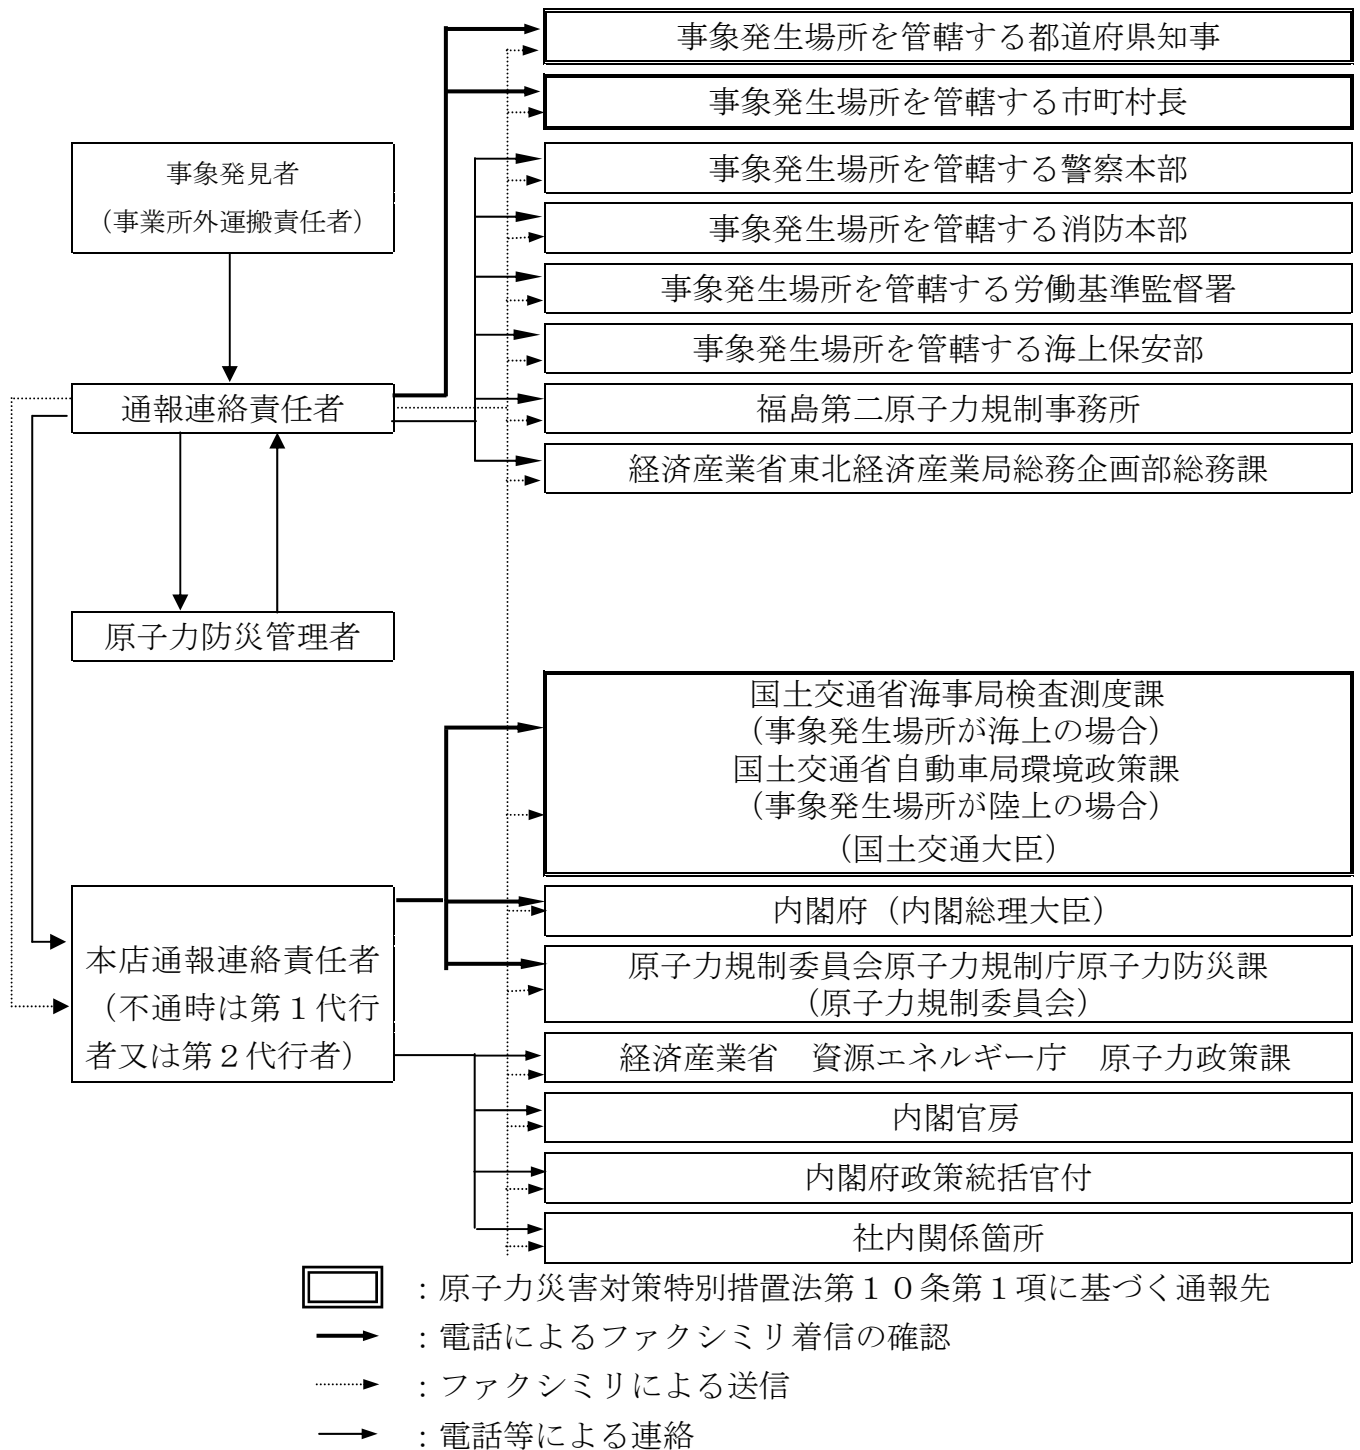 事象発生場所を管轄する都道府県知事
事象発生場所を管轄する市町村長
事象発見者
（事業所外運搬責任者）
事象発生場所を管轄する警察本部
事象発生場所を管轄する消防本部
事象発生場所を管轄する労働基準監督署
事象発生場所を管轄する海上保安部
通報連絡責任者
福島第二原子力規制事務所
経済産業省東北経済産業局総務企画部総務課
原子力防災管理者
国土交通省海事局検査測度課
（事象発生場所が海上の場合）
国土交通省自動車局環境政策課
（事象発生場所が陸上の場合）
（国土交通大臣）
内閣府（内閣総理大臣）
本店通報連絡責任者
（不通時は第１代行
者又は第２代行者）
原子力規制委員会原子力規制庁原子力防災課
（原子力規制委員会）
経済産業省　資源エネルギー庁　原子力政策課
内閣官房
内閣府政策統括官付
社内関係箇所
：原子力災害対策特別措置法第１０条第１項に基づく通報先
：電話によるファクシミリ着信の確認
：ファクシミリによる送信
：電話等による連絡